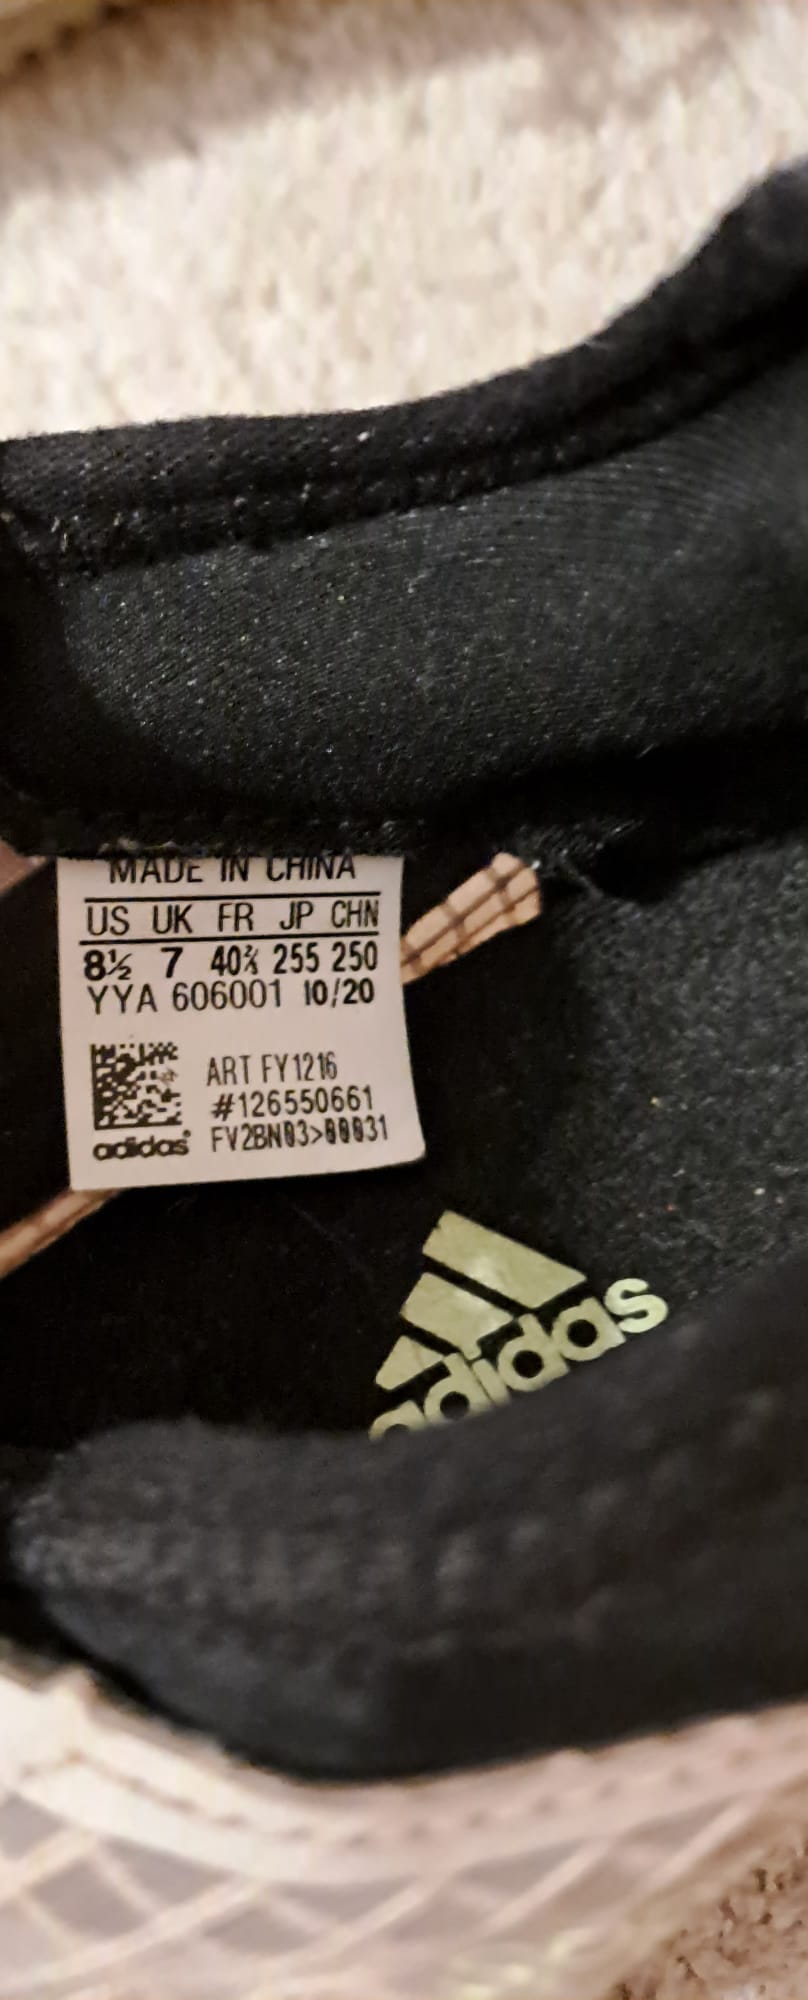 MADE IN CHINA
US UK FR JP CHN
8½ 7 40⅔ 255 250
YYA 606001 10/20
ART FY1216
#126550661
adidas FV2BN03>00031
adidas